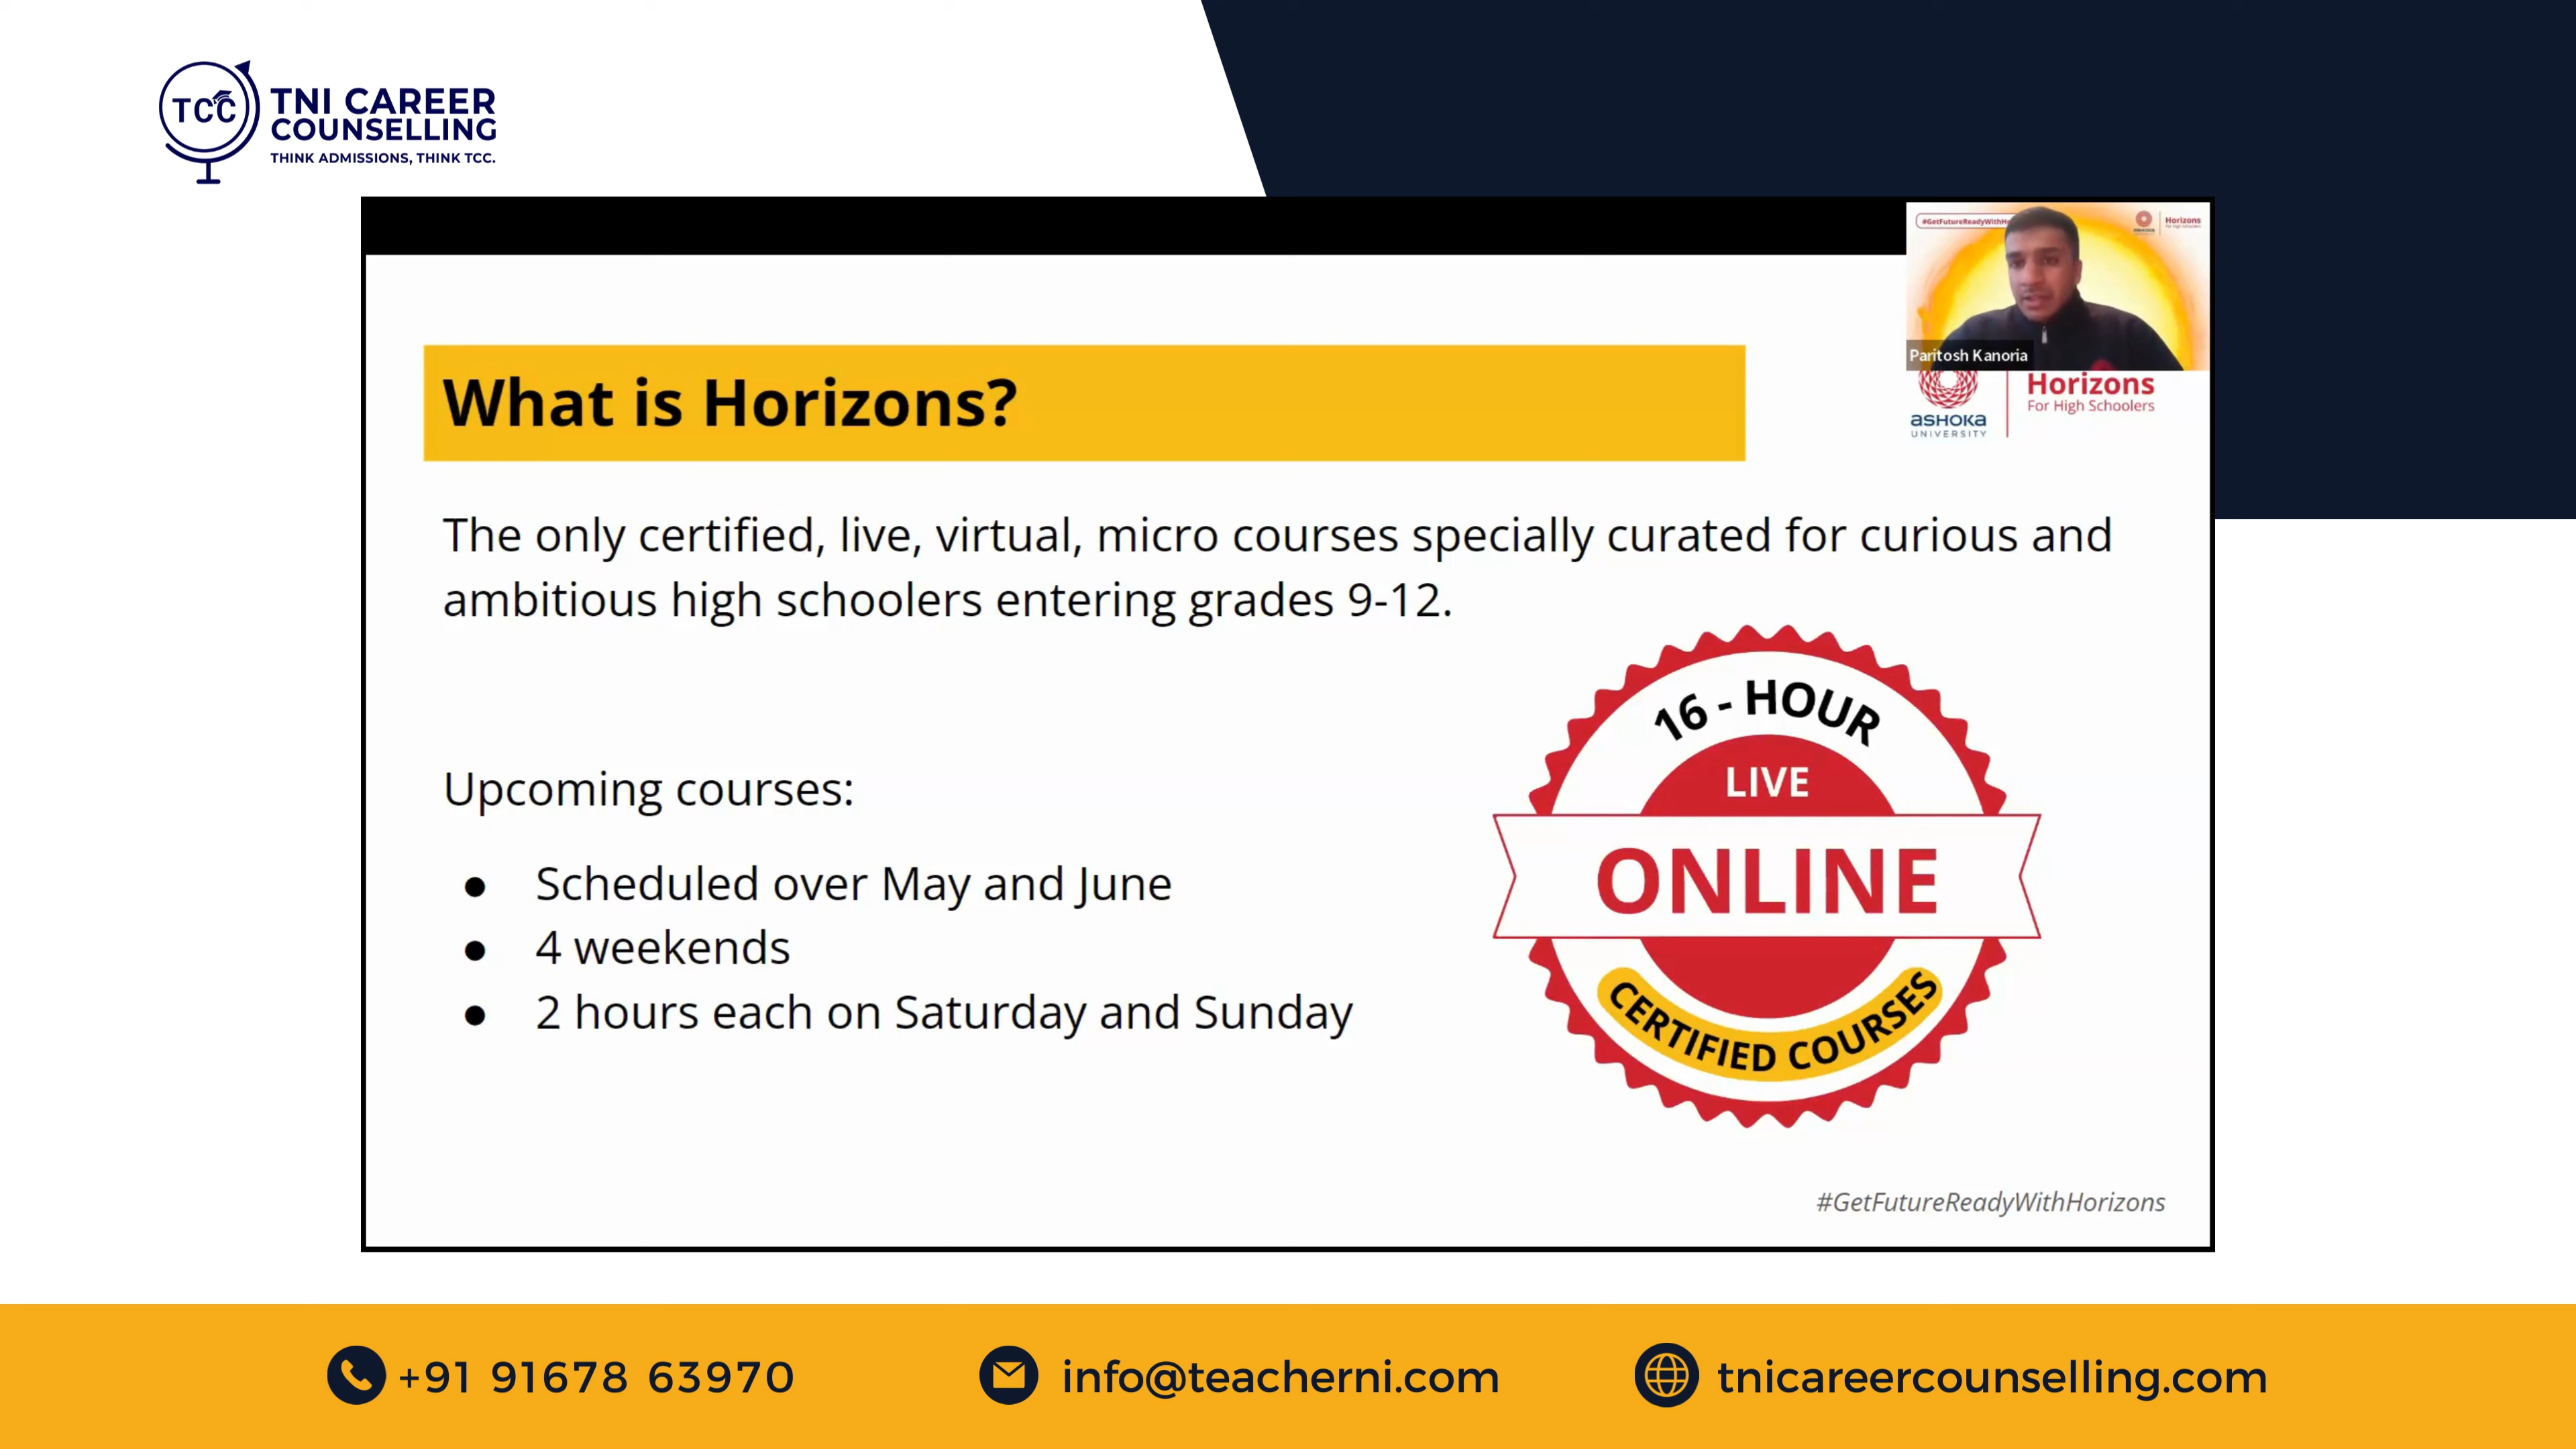 TCC
TNI CAREER
COUNSELLING
THINK ADMISSIONS, THINK TCC.
Horizons
Paritosh Kanoria
What is Horizons?
ASHOKA
UNIVERSITY
Horizons
For High Schoolers
The only certified, live, virtual, micro courses specially curated for curious and
ambitious high schoolers entering grades 9-12.
16 - HOUR
LIVE
ONLINE
CERTIFIED COURSES
Upcoming courses:
● Scheduled over May and June
● 4 weekends
● 2 hours each on Saturday and Sunday
#GetFutureReadyWithHorizons
+91 91678 63970
info@teacherni.com
tnicareercounselling.com